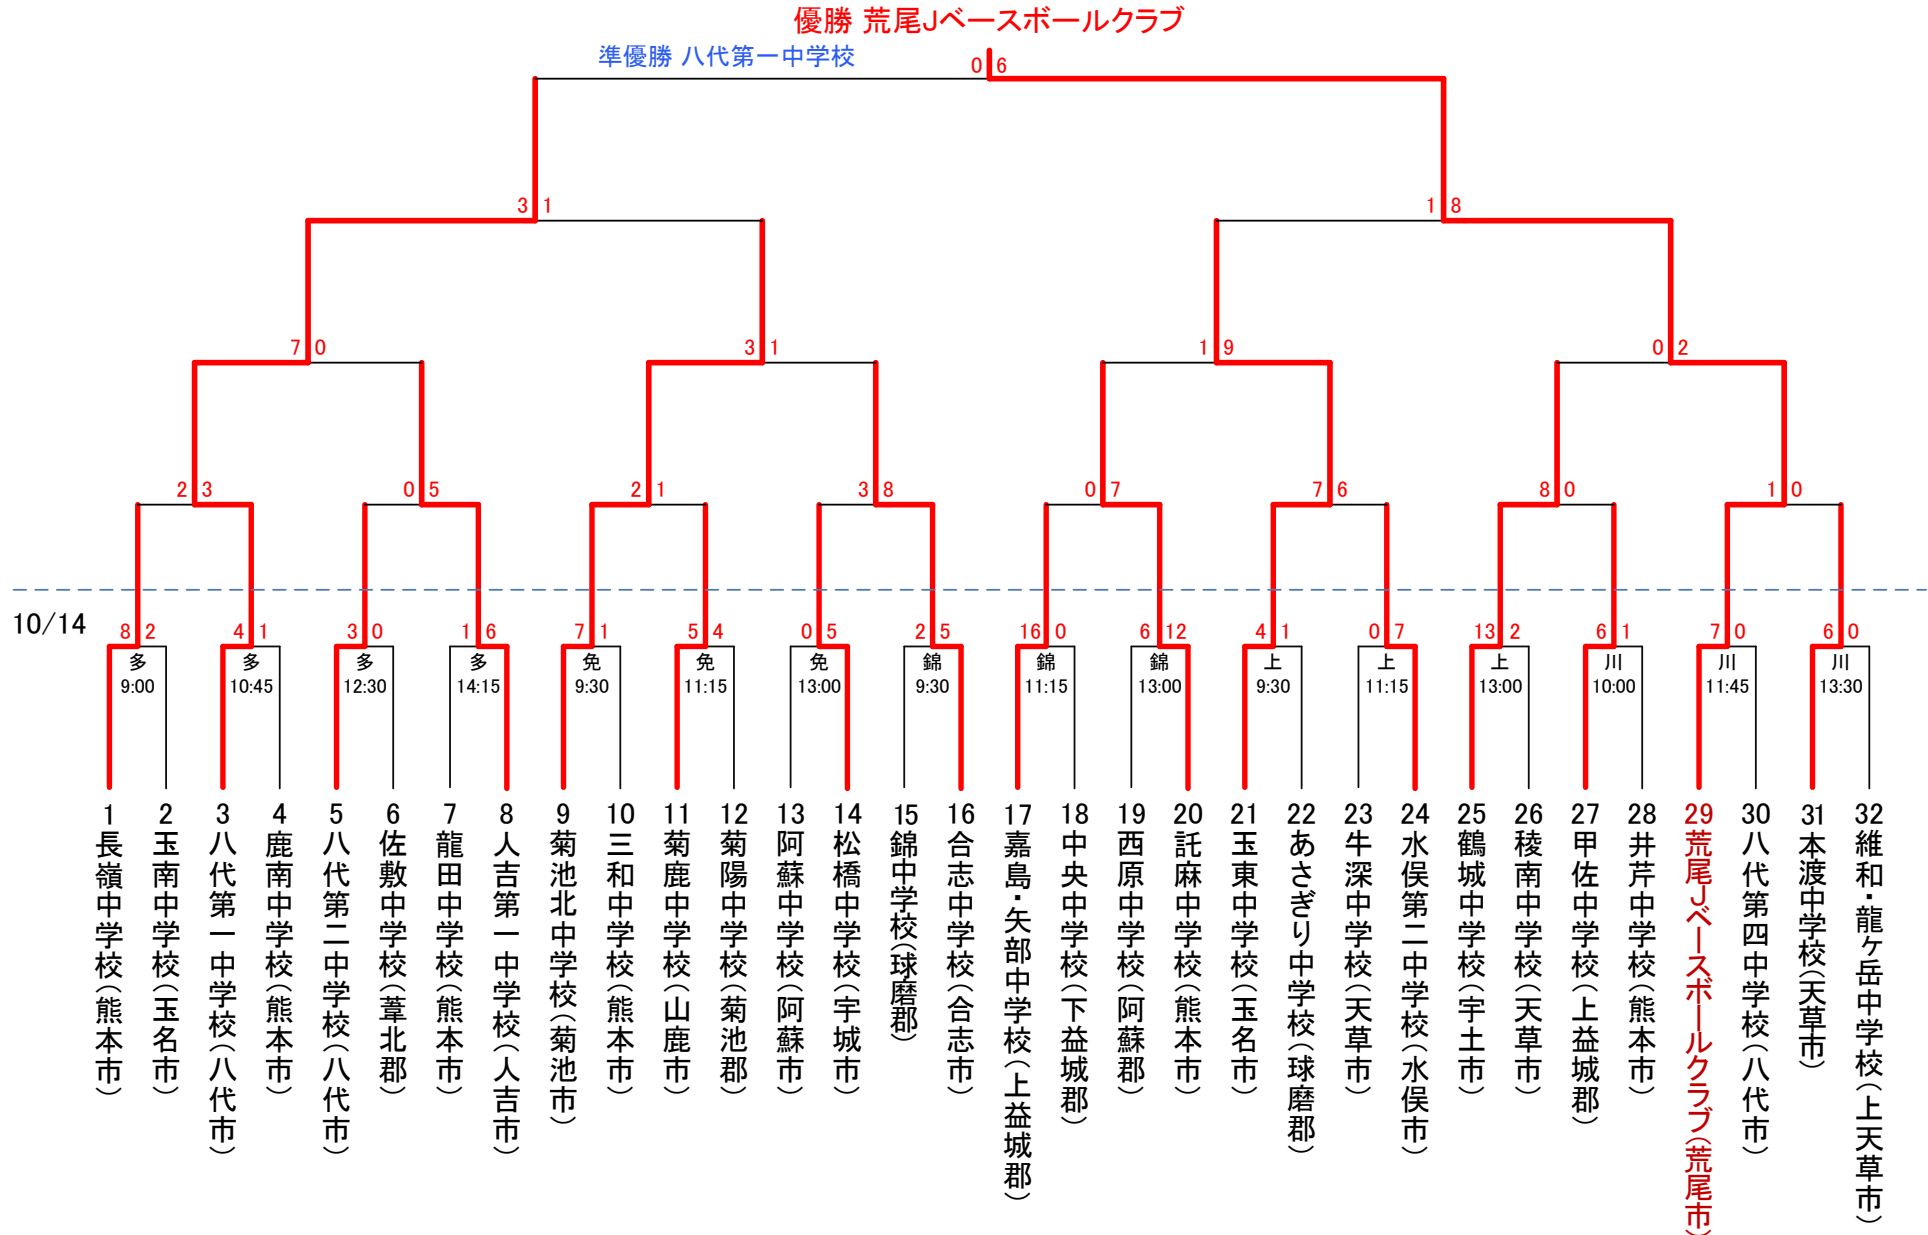 優勝 荒尾Jベースボールクラブ
準優勝 八代第一中学校
0 6
3 1
1 8
7 0
3 1
1 9
0 2
2 3
0 5
2 1
3 8
0 7
7 6
8 0
1 0
10/14
8 2
4 1
3 0
1 6
7 1
5 4
0 5
2 5
16 0
6 12
4 1
0 7
13 2
6 1
7 0
6 0
多
9:00
多
10:45
多
12:30
多
14:15
免
9:30
免
11:15
免
13:00
錦
9:30
錦
11:15
錦
13:00
上
9:30
上
11:15
上
13:00
川
10:00
川
11:45
川
13:30
1 長嶺中学校(熊本市)
2 玉南中学校(玉名市)
3 八代第一中学校(八代市)
4 鹿南中学校(熊本市)
5 八代第二中学校(八代市)
6 佐敷中学校(葦北郡)
7 龍田中学校(熊本市)
8 人吉第一中学校(人吉市)
9 菊池北中学校(菊池市)
10 三和中学校(熊本市)
11 菊鹿中学校(山鹿市)
12 菊陽中学校(菊池郡)
13 阿蘇中学校(阿蘇市)
14 松橋中学校(宇城市)
15 錦中学校(球磨郡)
16 合志中学校(合志市)
17 嘉島・矢部中学校(上益城郡)
18 中央中学校(下益城郡)
19 西原中学校(阿蘇郡)
20 託麻中学校(熊本市)
21 玉東中学校(玉名市)
22 あさぎり中学校(球磨郡)
23 牛深中学校(天草市)
24 水俣第二中学校(水俣市)
25 鶴城中学校(宇土市)
26 稜南中学校(天草市)
27 甲佐中学校(上益城郡)
28 井芹中学校(熊本市)
29 荒尾Jベースボールクラブ(荒尾市)
30 八代第四中学校(八代市)
31 本渡中学校(天草市)
32 維和・龍ヶ岳中学校(上天草市)